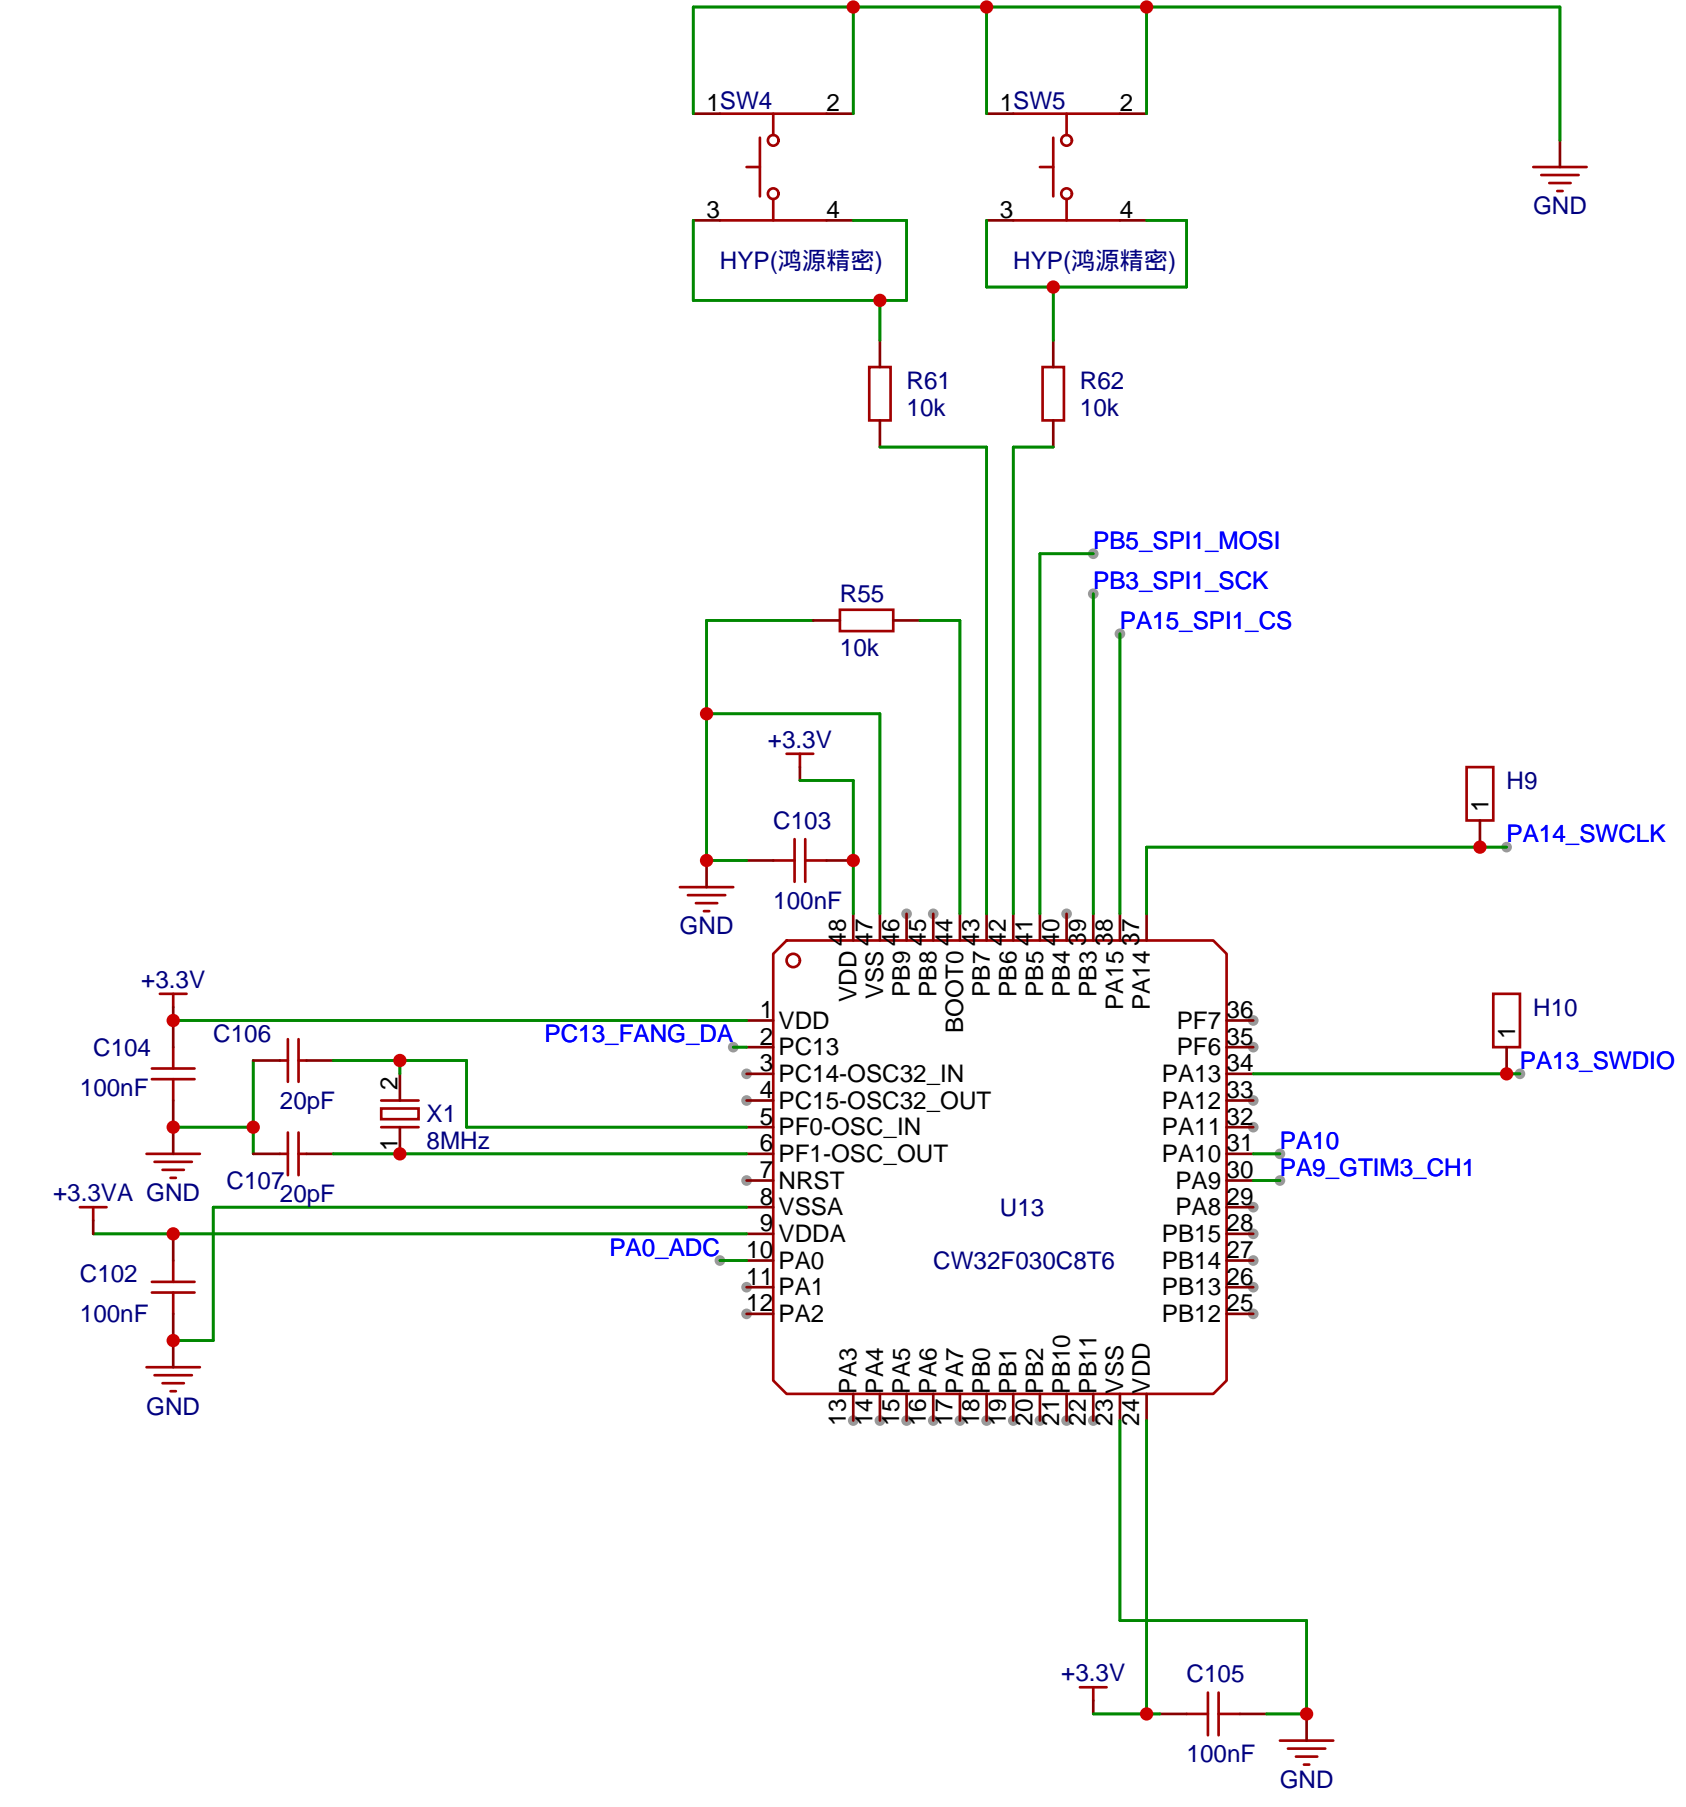 1 SW4 2
1 SW5 2
3 4
3 4
HYP(鸿源精密)
HYP(鸿源精密)
GND
R61
10k
R62
10k
PB5_SPI1_MOSI
PB3_SPI1_SCK
PA15_SPI1_CS
R55
10k
+3.3V
C103
100nF
GND
H9
1
PA14_SWCLK
H10
1
PA13_SWDIO
48 47 46 45 44 43 42 41 40 39 38 37
VDD VSS PB9 PB8 BOOT0 PB7 PB6 PB5 PB4 PB3 PA15 PA14
+3.3V
C104
100nF
GND
C106
20pF
C107
20pF
2
X1
8MHz
1
+3.3VA
C102
100nF
GND
PC13_FANG_DA
PA0_ADC
1 VDD
2 PC13
3 PC14-OSC32_IN
4 PC15-OSC32_OUT
5 PF0-OSC_IN
6 PF1-OSC_OUT
7 NRST
8 VSSA
9 VDDA
10 PA0
11 PA1
12 PA2
U13
CW32F030C8T6
PF7 36
PF6 35
PA13 34
PA12 33
PA11 32
PA10 31
PA9 30
PA8 29
PB15 28
PB14 27
PB13 26
PB12 25
PA10
PA9_GTIM3_CH1
PA3 PA4 PA5 PA6 PA7 PB0 PB1 PB2 PB10 PB11 VSS VDD
13 14 15 16 17 18 19 20 21 22 23 24
+3.3V
C105
100nF
GND